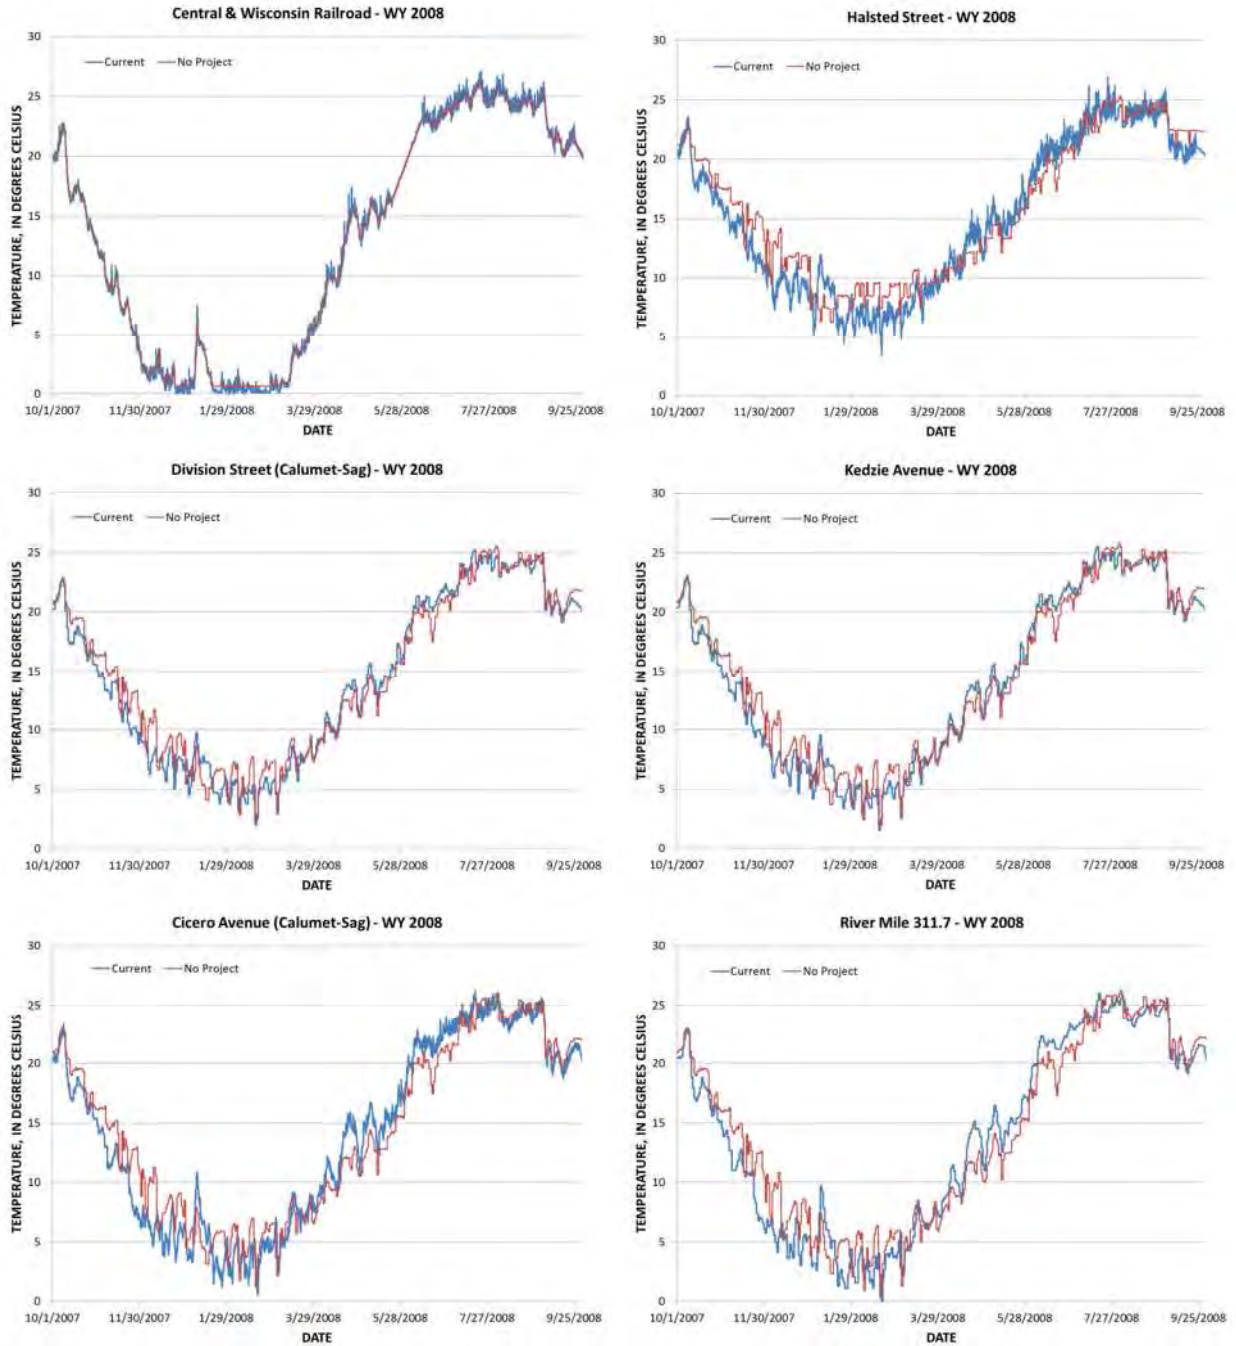 Central & Wisconsin Railroad - WY 2008
30
25
20
15
10
5
0
TEMPERATURE, IN DEGREES CELSIUS
Current No Project
10/1/2007 11/30/2007 1/29/2008 3/29/2008 5/28/2008 7/27/2008 9/25/2008
DATE
Halsted Street - WY 2008
30
25
20
15
10
5
0
TEMPERATURE, IN DEGREES CELSIUS
Current No Project
10/1/2007 11/30/2007 1/29/2008 3/29/2008 5/28/2008 7/27/2008 9/25/2008
DATE
Division Street (Calumet-Sag) - WY 2008
30
25
20
15
10
5
0
TEMPERATURE, IN DEGREES CELSIUS
Current No Project
10/1/2007 11/30/2007 1/29/2008 3/29/2008 5/28/2008 7/27/2008 9/25/2008
DATE
Kedzie Avenue - WY 2008
30
25
20
15
10
5
0
TEMPERATURE, IN DEGREES CELSIUS
Current No Project
10/1/2007 11/30/2007 1/29/2008 3/29/2008 5/28/2008 7/27/2008 9/25/2008
DATE
Cicero Avenue (Calumet-Sag) - WY 2008
30
25
20
15
10
5
0
TEMPERATURE, IN DEGREES CELSIUS
Current No Project
10/1/2007 11/30/2007 1/29/2008 3/29/2008 5/28/2008 7/27/2008 9/25/2008
DATE
River Mile 311.7 - WY 2008
30
25
20
15
10
5
0
TEMPERATURE, IN DEGREES CELSIUS
Current No Project
10/1/2007 11/30/2007 1/29/2008 3/29/2008 5/28/2008 7/27/2008 9/25/2008
DATE